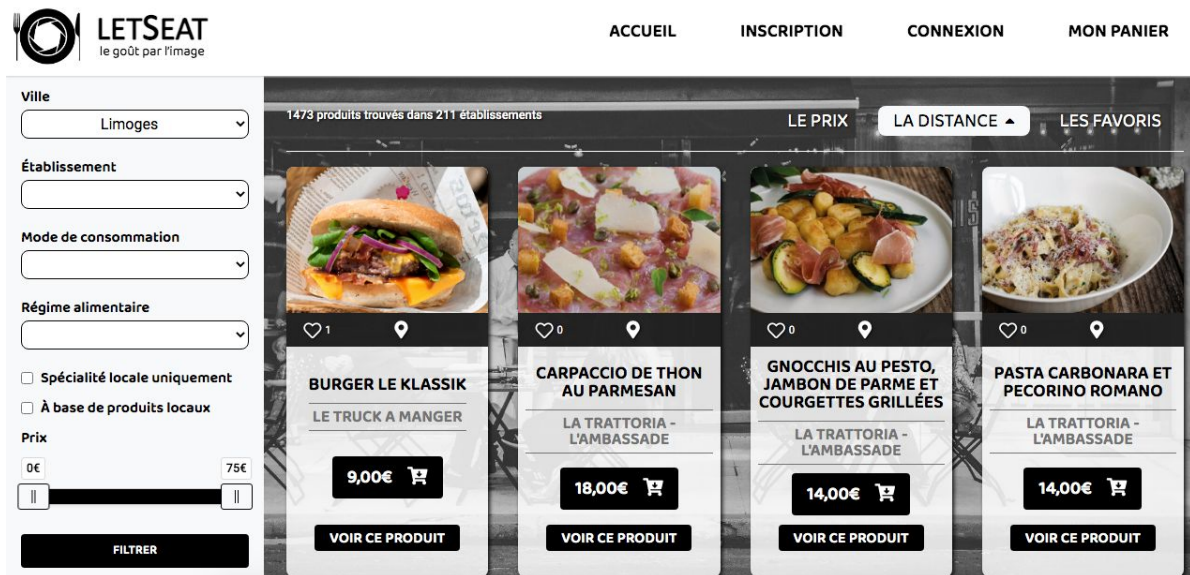 LETSEAT
le goût par l'image
ACCUEIL
INSCRIPTION
CONNEXION
MON PANIER
Ville
Limoges
Établissement
Mode de consommation
Régime alimentaire
Spécialité locale uniquement
À base de produits locaux
Prix
0€
75€
FILTRER
1473 produits trouvés dans 211 établissements
LE PRIX
LA DISTANCE
LES FAVORIS
1
BURGER LE KLASSIK
LE TRUCK A MANGER
9,00€
VOIR CE PRODUIT
0
CARPACCIO DE THON
AU PARMESAN
LA TRATTORIA -
L'AMBASSADE
18,00€
VOIR CE PRODUIT
0
GNOCCHIS AU PESTO,
JAMBON DE PARME ET
COURGETTES GRILLÉES
LA TRATTORIA -
L'AMBASSADE
14,00€
VOIR CE PRODUIT
0
PASTA CARBONARA ET
PECORINO ROMANO
LA TRATTORIA -
L'AMBASSADE
14,00€
VOIR CE PRODUIT